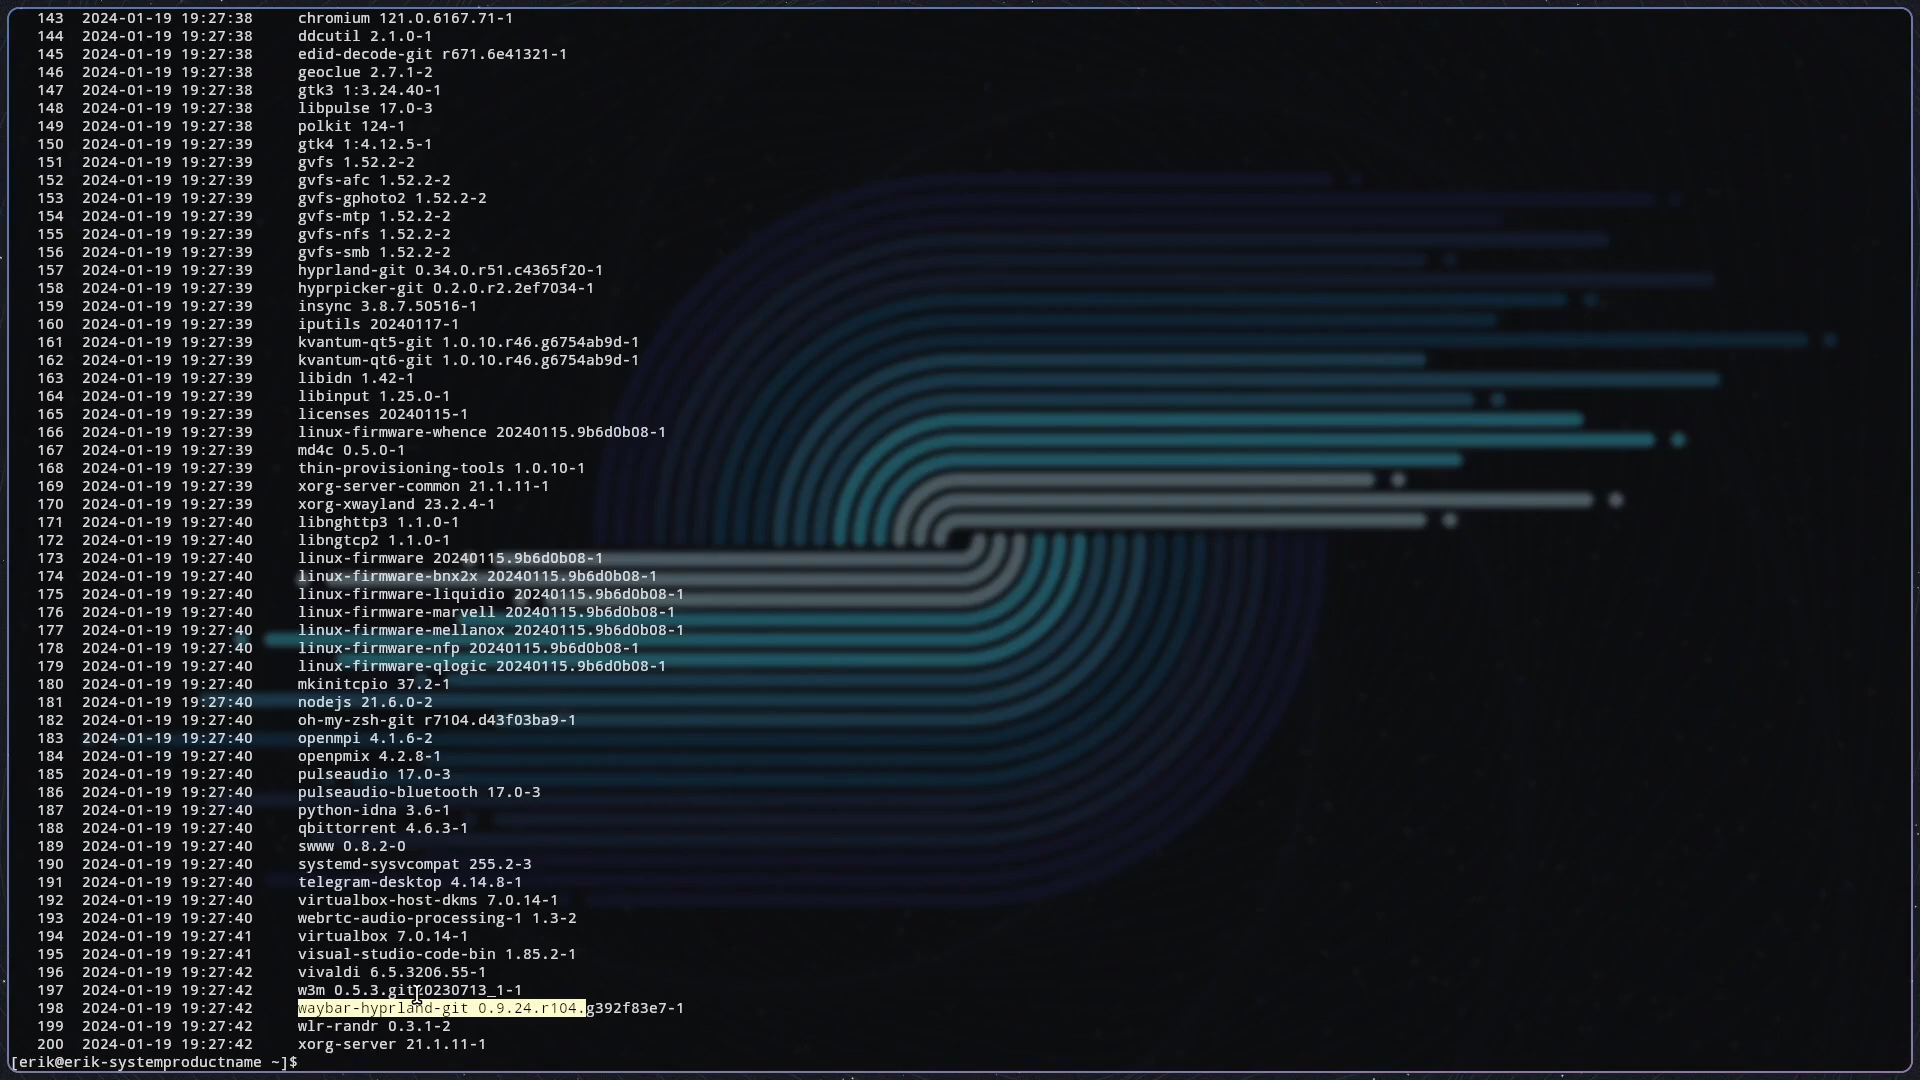 143 2024-01-19 19:27:38 chromium 121.0.6167.71-1
144 2024-01-19 19:27:38 ddcutil 2.1.0-1
145 2024-01-19 19:27:38 edid-decode-git r671.6e41321-1
146 2024-01-19 19:27:38 geoclue 2.7.1-2
147 2024-01-19 19:27:38 gtk3 1:3.24.40-1
148 2024-01-19 19:27:38 libpulse 17.0-3
149 2024-01-19 19:27:38 polkit 124-1
150 2024-01-19 19:27:39 gtk4 1:4.12.5-1
151 2024-01-19 19:27:39 gvfs 1.52.2-2
152 2024-01-19 19:27:39 gvfs-afc 1.52.2-2
153 2024-01-19 19:27:39 gvfs-gphoto2 1.52.2-2
154 2024-01-19 19:27:39 gvfs-mtp 1.52.2-2
155 2024-01-19 19:27:39 gvfs-nfs 1.52.2-2
156 2024-01-19 19:27:39 gvfs-smb 1.52.2-2
157 2024-01-19 19:27:39 hyprland-git 0.34.0.r51.c4365f20-1
158 2024-01-19 19:27:39 hyprpicker-git 0.2.0.r2.2ef7034-1
159 2024-01-19 19:27:39 insync 3.8.7.50516-1
160 2024-01-19 19:27:39 iputils 20240117-1
161 2024-01-19 19:27:39 kvantum-qt5-git 1.0.10.r46.g6754ab9d-1
162 2024-01-19 19:27:39 kvantum-qt6-git 1.0.10.r46.g6754ab9d-1
163 2024-01-19 19:27:39 libidn 1.42-1
164 2024-01-19 19:27:39 libinput 1.25.0-1
165 2024-01-19 19:27:39 licenses 20240115-1
166 2024-01-19 19:27:39 linux-firmware-whence 20240115.9b6d0b08-1
167 2024-01-19 19:27:39 md4c 0.5.0-1
168 2024-01-19 19:27:39 thin-provisioning-tools 1.0.10-1
169 2024-01-19 19:27:39 xorg-server-common 21.1.11-1
170 2024-01-19 19:27:39 xorg-xwayland 23.2.4-1
171 2024-01-19 19:27:40 libnghttp3 1.1.0-1
172 2024-01-19 19:27:40 libngtcp2 1.1.0-1
173 2024-01-19 19:27:40 linux-firmware 20240115.9b6d0b08-1
174 2024-01-19 19:27:40 linux-firmware-bnx2x 20240115.9b6d0b08-1
175 2024-01-19 19:27:40 linux-firmware-liquidio 20240115.9b6d0b08-1
176 2024-01-19 19:27:40 linux-firmware-marvell 20240115.9b6d0b08-1
177 2024-01-19 19:27:40 linux-firmware-mellanox 20240115.9b6d0b08-1
178 2024-01-19 19:27:40 linux-firmware-nfp 20240115.9b6d0b08-1
179 2024-01-19 19:27:40 linux-firmware-qlogic 20240115.9b6d0b08-1
180 2024-01-19 19:27:40 mkinitcpio 37.2-1
181 2024-01-19 19:27:40 nodejs 21.6.0-2
182 2024-01-19 19:27:40 oh-my-zsh-git r7104.d43f03ba9-1
183 2024-01-19 19:27:40 openmpi 4.1.6-2
184 2024-01-19 19:27:40 openpmix 4.2.8-1
185 2024-01-19 19:27:40 pulseaudio 17.0-3
186 2024-01-19 19:27:40 pulseaudio-bluetooth 17.0-3
187 2024-01-19 19:27:40 python-idna 3.6-1
188 2024-01-19 19:27:40 qbittorrent 4.6.3-1
189 2024-01-19 19:27:40 swww 0.8.2-0
190 2024-01-19 19:27:40 systemd-sysvcompat 255.2-3
191 2024-01-19 19:27:40 telegram-desktop 4.14.8-1
192 2024-01-19 19:27:40 virtualbox-host-dkms 7.0.14-1
193 2024-01-19 19:27:40 webrtc-audio-processing-1 1.3-2
194 2024-01-19 19:27:41 virtualbox 7.0.14-1
195 2024-01-19 19:27:41 visual-studio-code-bin 1.85.2-1
196 2024-01-19 19:27:42 vivaldi 6.5.3206.55-1
197 2024-01-19 19:27:42 w3m 0.5.3.git20230713_1-1
198 2024-01-19 19:27:42 waybar-hyprland-git 0.9.24.r104.g392f83e7-1
199 2024-01-19 19:27:42 wlr-randr 0.3.1-2
200 2024-01-19 19:27:42 xorg-server 21.1.11-1
[erik@erik-systemproductname ~]$